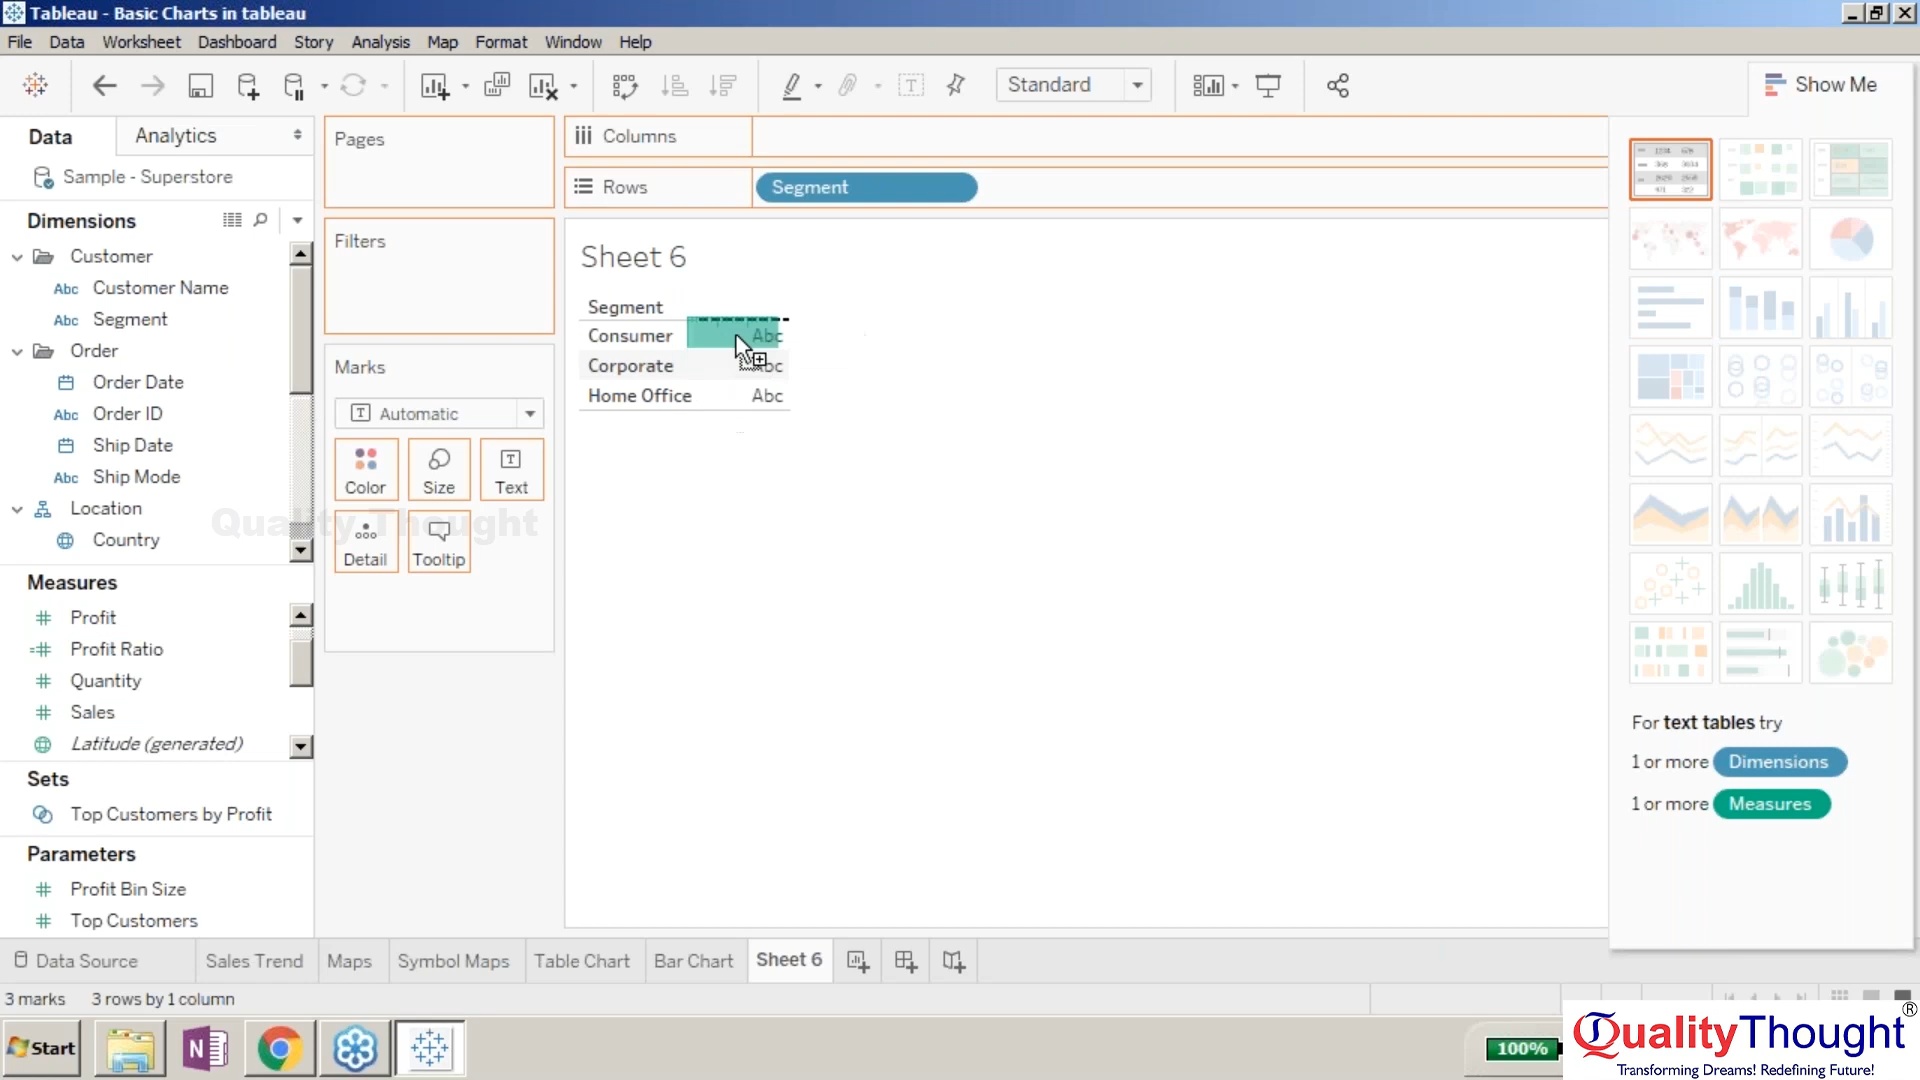 Tableau - Basic Charts in tableau
File Data Worksheet Dashboard Story Analysis Map Format Window Help
Standard
Show Me
Data Analytics
Pages
Columns
Sample - Superstore
Rows Segment
Dimensions
Filters
Customer
Abc Customer Name
Abc Segment
Order
Order Date
Abc Order ID
Ship Date
Abc Ship Mode
Location
Country
Sheet 6
Segment
Consumer Abc
Corporate Abc
Home Office Abc
Marks
Automatic
Color Size Text
Detail Tooltip
Quality Thought
Measures
Profit
Profit Ratio
Quantity
Sales
Latitude (generated)
Sets
Top Customers by Profit
Parameters
Profit Bin Size
Top Customers
For text tables try
1 or more Dimensions
1 or more Measures
Data Source Sales Trend Maps Symbol Maps Table Chart Bar Chart Sheet 6
3 marks 3 rows by 1 column
Start
100%
QualityThought®
Transforming Dreams! Redefining Future!